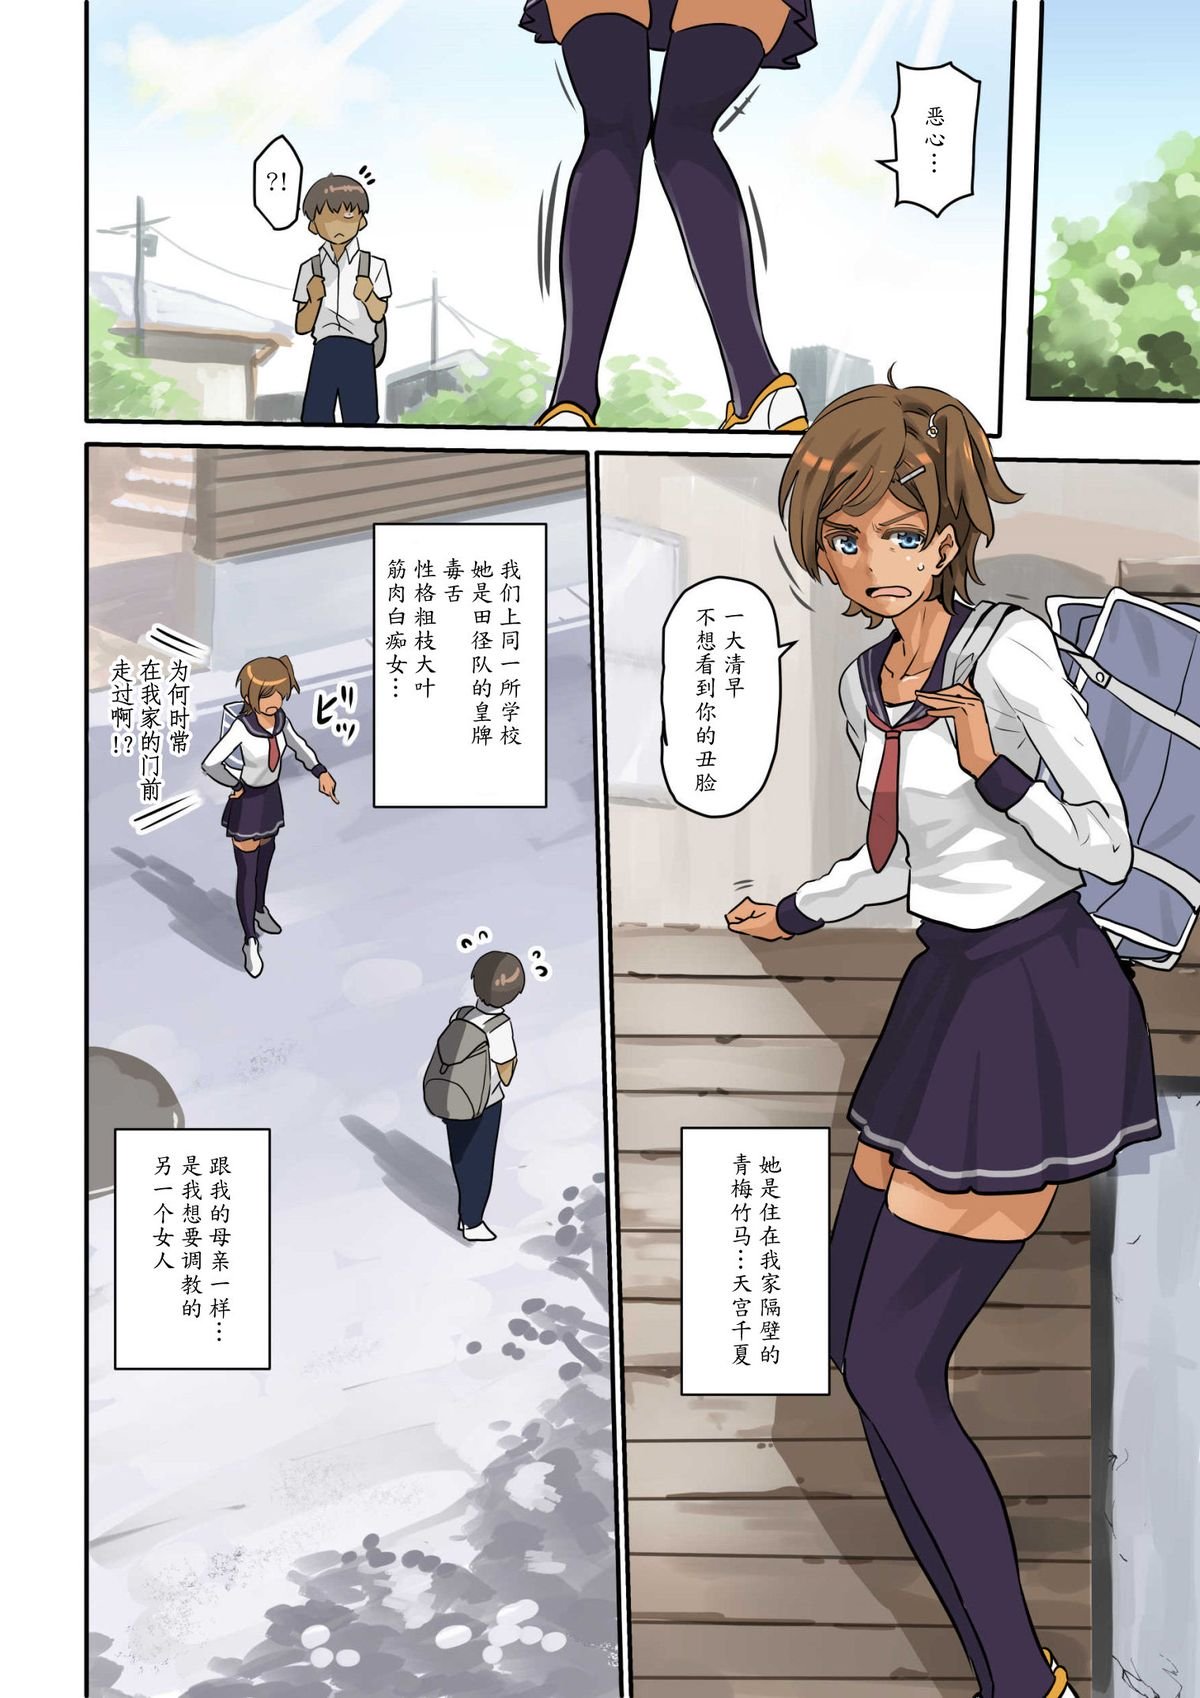 恶心…
?!
一大清早
不想看到你的丑脸
她是住在我家隔壁的
青梅竹马…天宫千夏
我们上同一所学校
她是田径队的皇牌
毒舌
性格粗枝大叶
筋肉白痴女…
ビッ
为何时常
在我家的门前
走过啊!?
跟我的母亲一样…
是我想要调教的
另一个女人